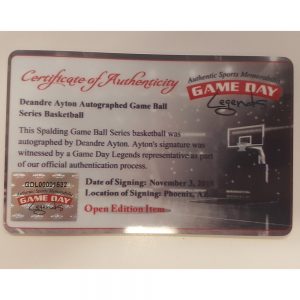 Certificate of Authenticity
Authentic Sports Memorabilia
GAME DAY
Legends
Deandre Ayton Autographed Game Ball
Series Basketball
This Spalding Game Ball Series basketball was
autographed by Deandre Ayton. Ayton's signature was
witnessed by a Game Day Legends representative as part
of our official authentication process.
GDL00001532
GAME DAY
Legends
Date of Signing: November 3,
Location of Signing: Phoenix, AZ
Open Edition Item